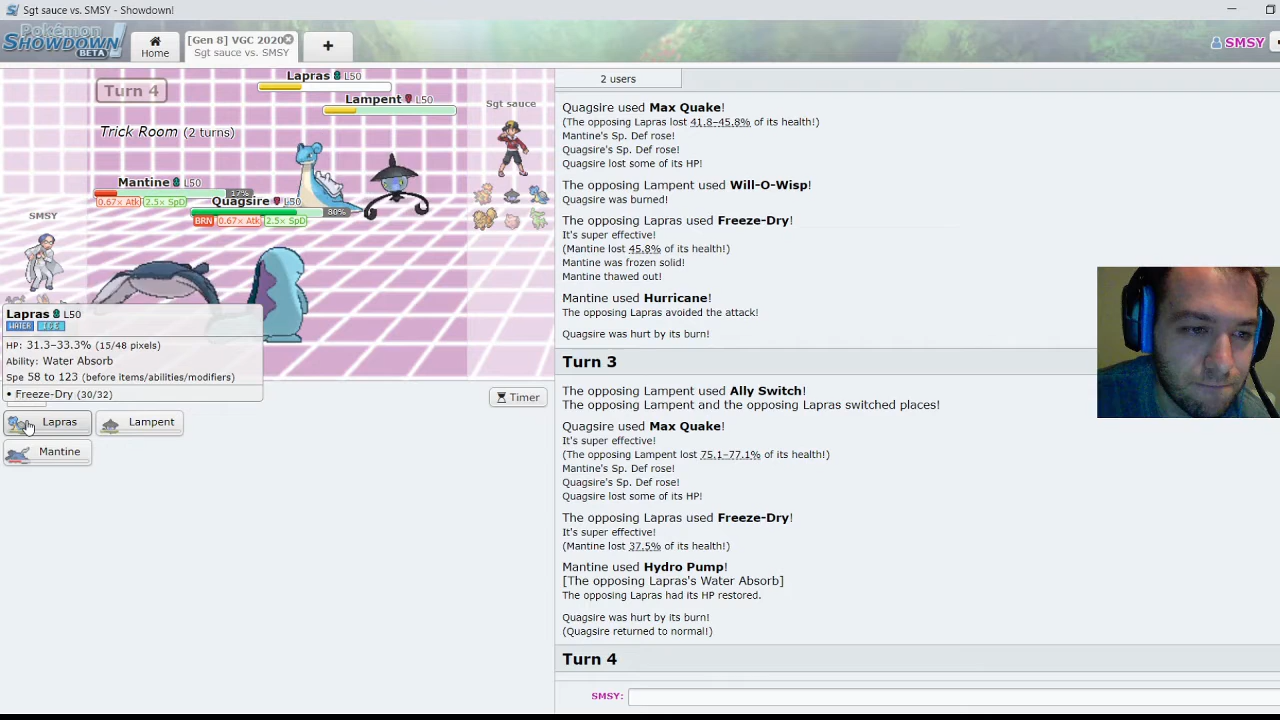 Sgt sauce vs. SMSY - Showdown!
Pokémon
SHOWDOWN!
BETA
Home
[Gen 8] VGC 2020
Sgt sauce vs. SMSY
+
SMSY
Turn 4
Trick Room (2 turns)
Lapras L50
Lampent L50
Sgt sauce
Mantine L50
17%
0.67× Atk 2.5× SpD
Quagsire L50
80%
BRN 0.67× Atk 2.5× SpD
SMSY
Lapras L50
WATER ICE
HP: 31.3–33.3% (15/48 pixels)
Ability: Water Absorb
Spe 58 to 123 (before items/abilities/modifiers)
• Freeze-Dry (30/32)
Timer
Lapras
Lampent
Mantine
2 users
Quagsire used Max Quake!
(The opposing Lapras lost 41.8–45.8% of its health!)
Mantine's Sp. Def rose!
Quagsire's Sp. Def rose!
Quagsire lost some of its HP!
The opposing Lampent used Will-O-Wisp!
Quagsire was burned!
The opposing Lapras used Freeze-Dry!
It's super effective!
(Mantine lost 45.8% of its health!)
Mantine was frozen solid!
Mantine thawed out!
Mantine used Hurricane!
The opposing Lapras avoided the attack!
Quagsire was hurt by its burn!
Turn 3
The opposing Lampent used Ally Switch!
The opposing Lampent and the opposing Lapras switched places!
Quagsire used Max Quake!
It's super effective!
(The opposing Lampent lost 75.1–77.1% of its health!)
Mantine's Sp. Def rose!
Quagsire's Sp. Def rose!
Quagsire lost some of its HP!
The opposing Lapras used Freeze-Dry!
It's super effective!
(Mantine lost 37.5% of its health!)
Mantine used Hydro Pump!
[The opposing Lapras's Water Absorb]
The opposing Lapras had its HP restored.
Quagsire was hurt by its burn!
(Quagsire returned to normal!)
Turn 4
SMSY: